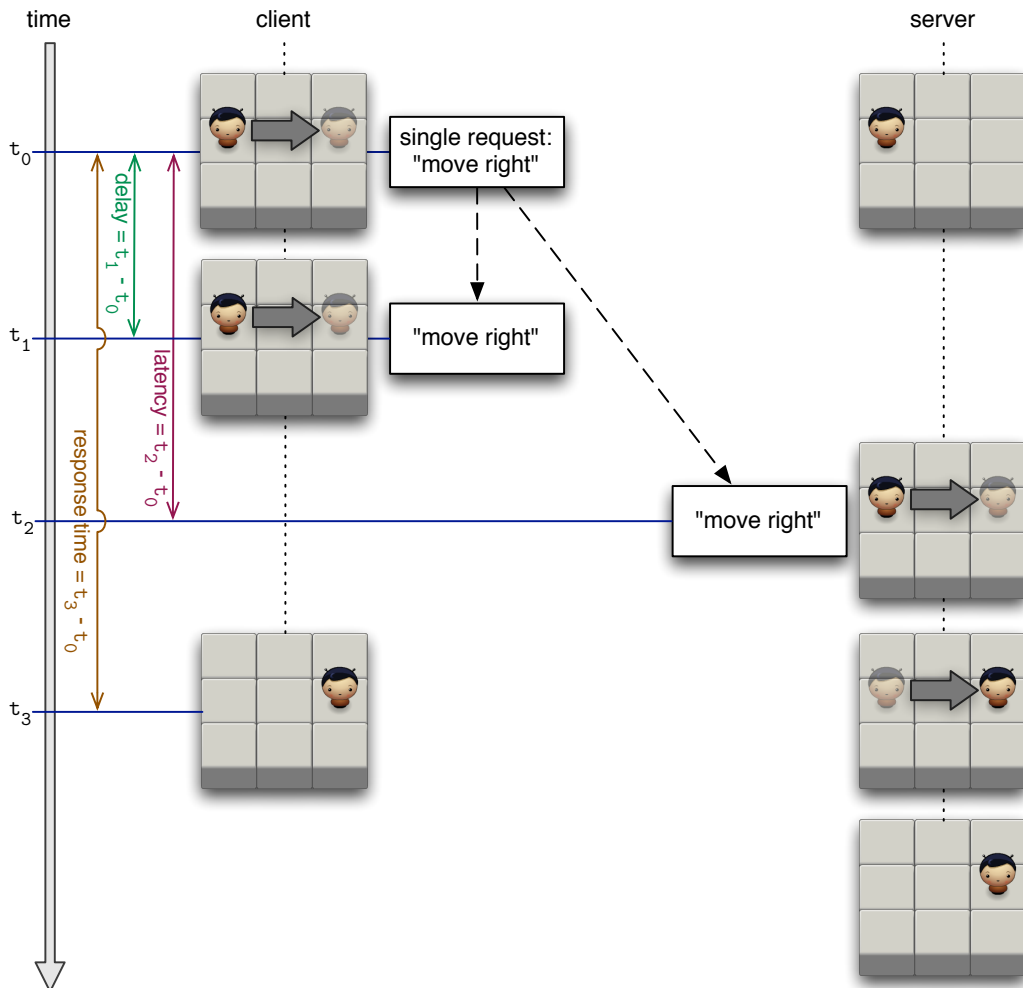 time
client
server
t0
single request:
"move right"
delay = t1 - t0
t1
"move right"
latency = t2 - t0
response time = t3 - t0
t2
"move right"
t3